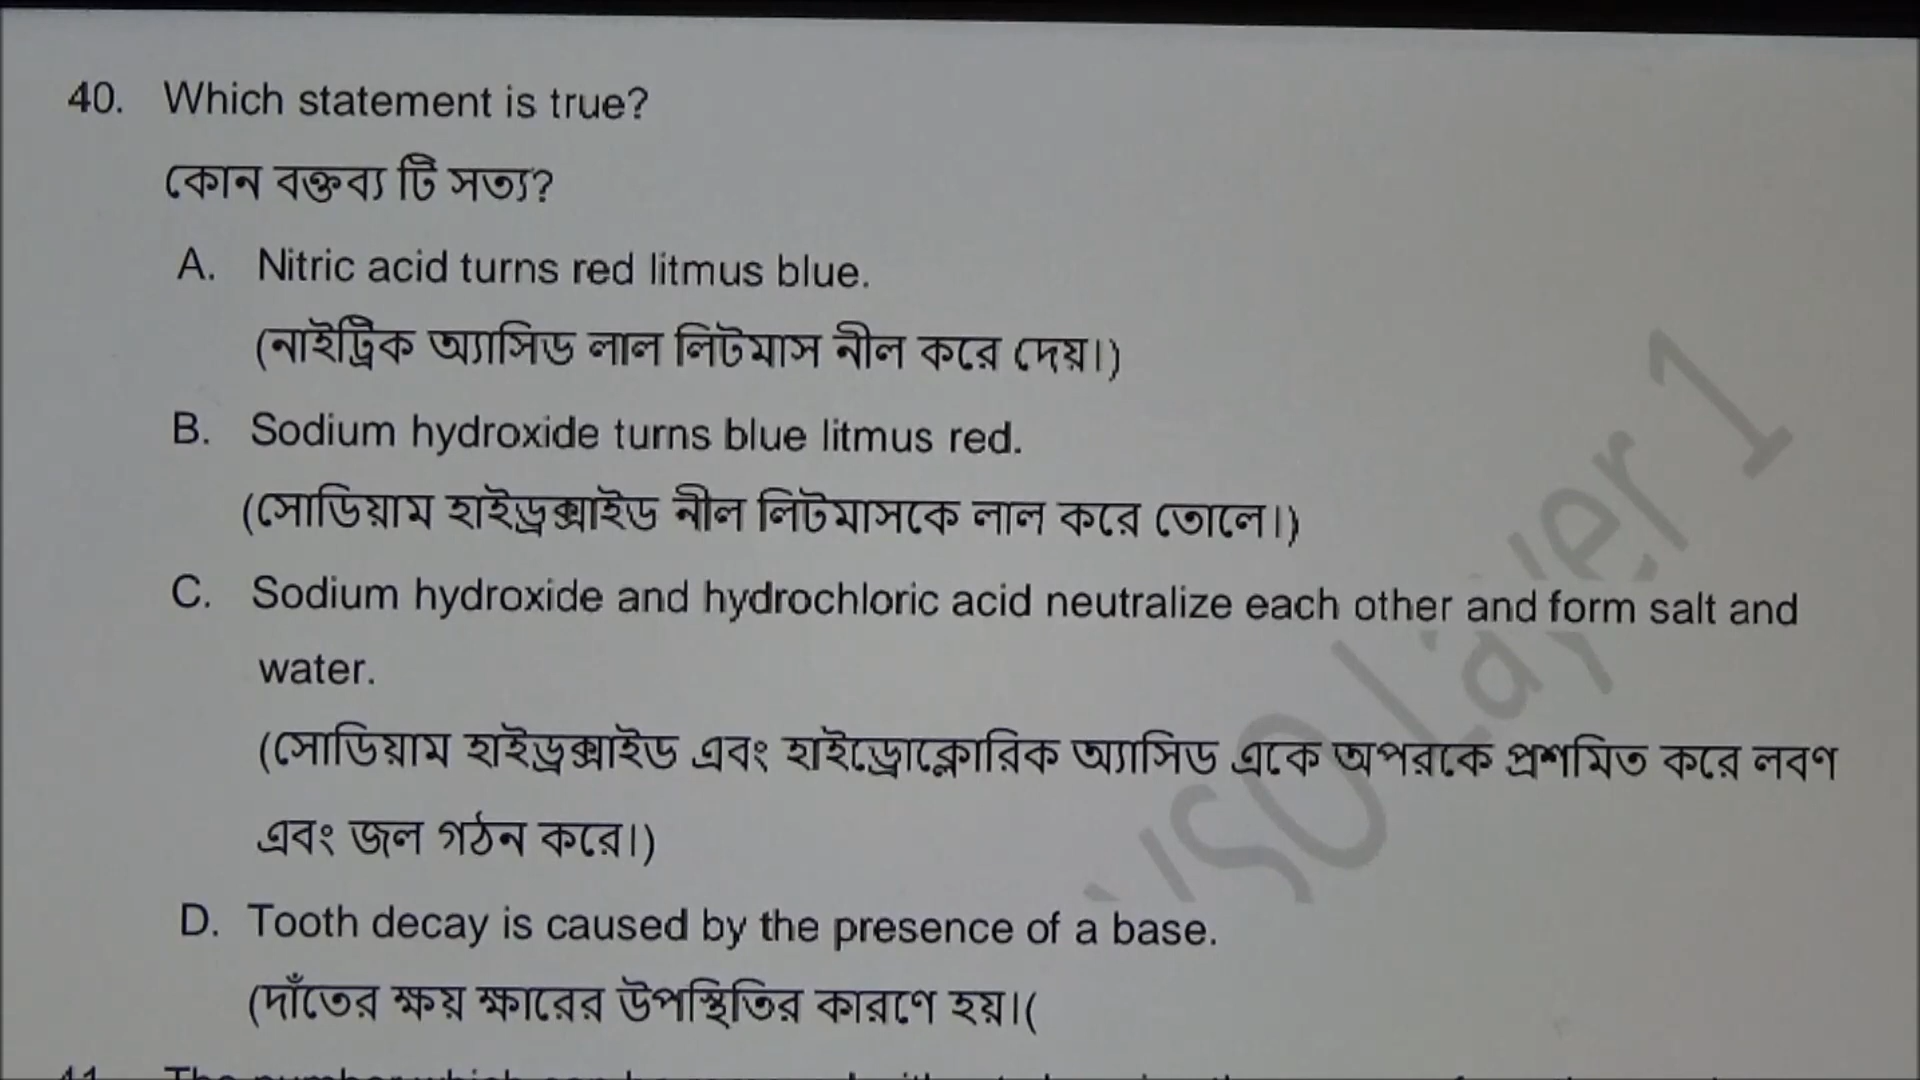 40. Which statement is true?
কোন বক্তব্য টি সত্য?
A. Nitric acid turns red litmus blue.
(নাইট্রিক অ্যাসিড লাল লিটমাস নীল করে দেয়।)
B. Sodium hydroxide turns blue litmus red.
(সোডিয়াম হাইড্রক্সাইড নীল লিটমাসকে লাল করে তোলে।)
C. Sodium hydroxide and hydrochloric acid neutralize each other and form salt and
water.
(সোডিয়াম হাইড্রক্সাইড এবং হাইড্রোক্লোরিক অ্যাসিড একে অপরকে প্রশমিত করে লবণ
এবং জল গঠন করে।)
D. Tooth decay is caused by the presence of a base.
(দাঁতের ক্ষয় ক্ষারের উপস্থিতির কারণে হয়।(
Layer 1